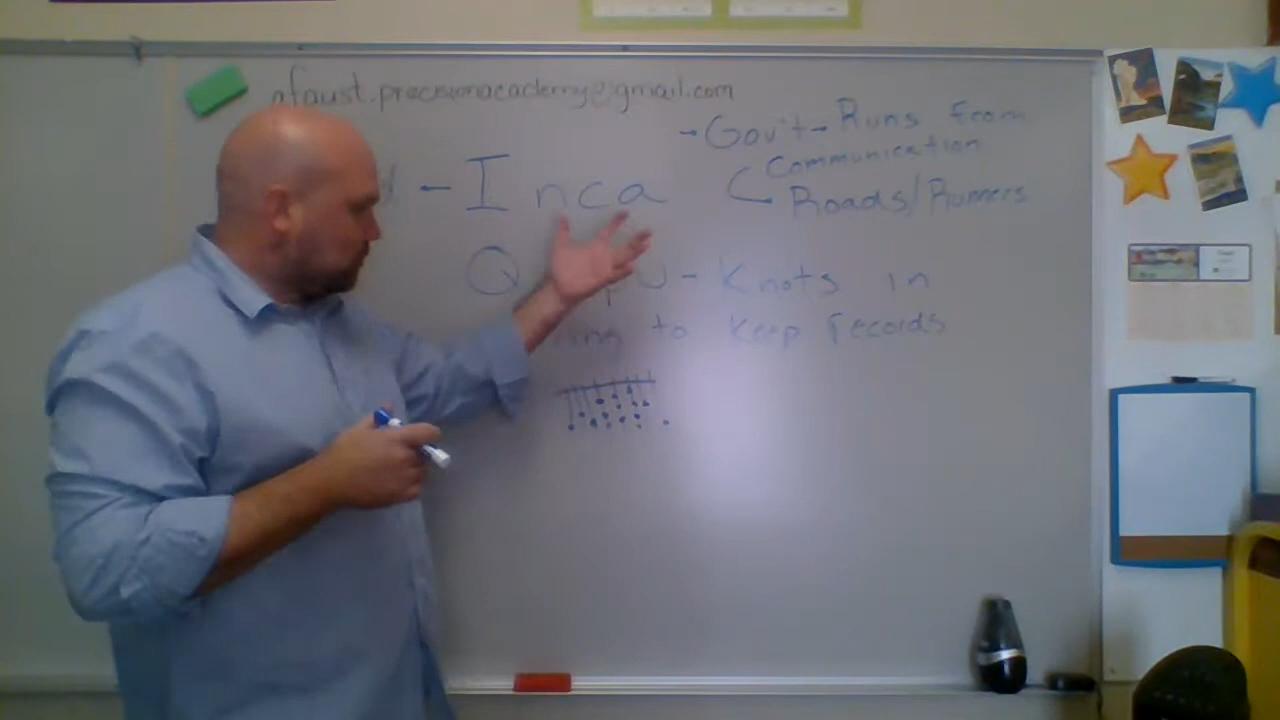 afaust.precisionacademy@gmail.com
- Inca
→ Gov't → Runs from
Communication
Roads/Runners
- Knots in
to keep records